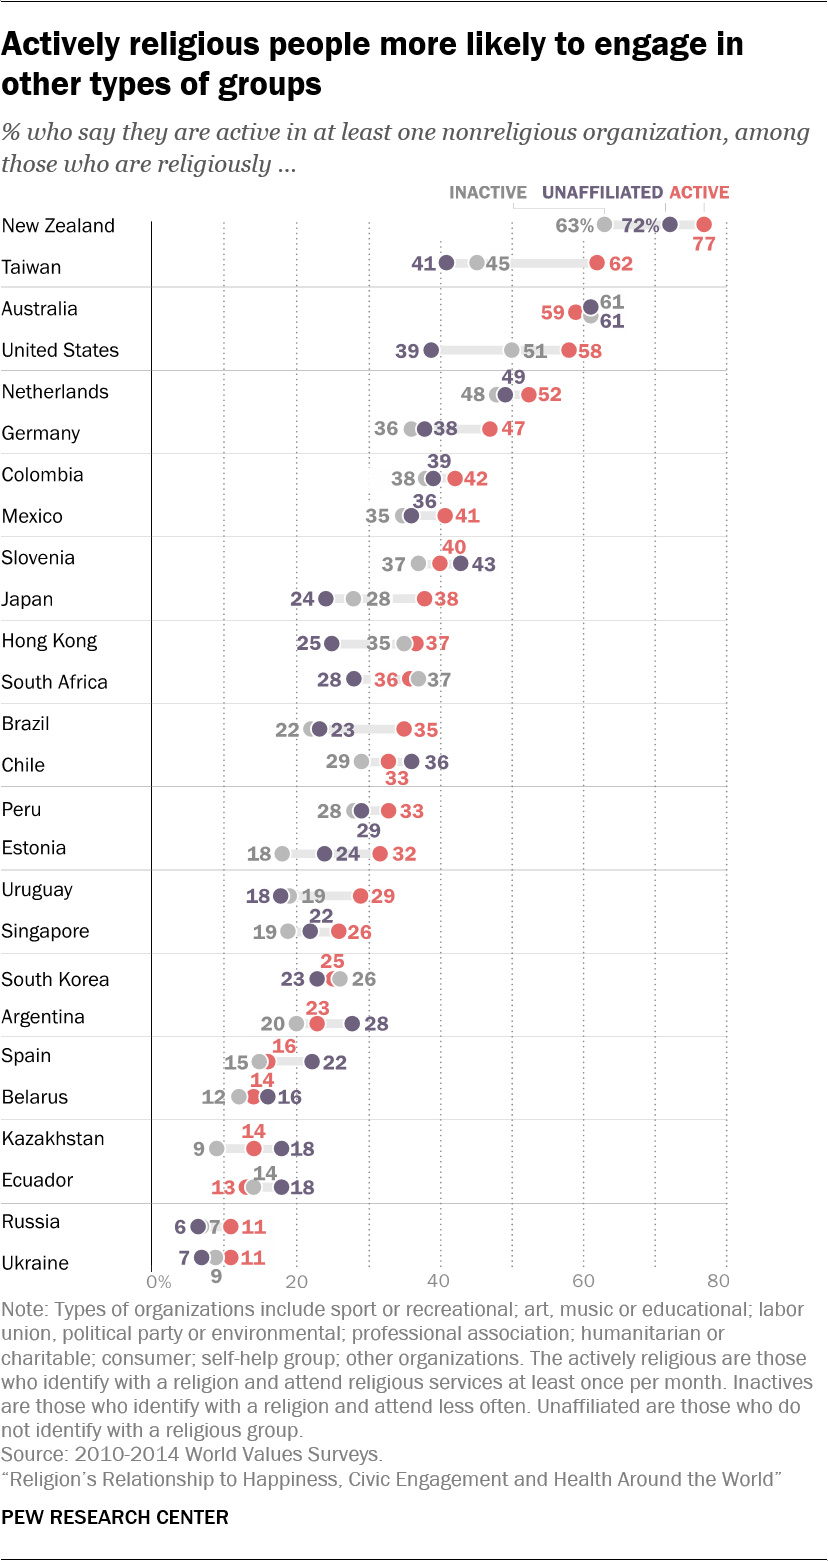 Actively religious people more likely to engage in
other types of groups
% who say they are active in at least one nonreligious organization, among
those who are religiously ...
INACTIVE UNAFFILIATED ACTIVE
New Zealand 63% 72% 77
Taiwan 41 45 62
Australia 59 61 61
United States 39 51 58
Netherlands 48 49 52
Germany 36 38 47
Colombia 38 39 42
Mexico 35 36 41
Slovenia 37 40 43
Japan 24 28 38
Hong Kong 25 35 37
South Africa 28 36 37
Brazil 22 23 35
Chile 29 33 36
Peru 28 29 33
Estonia 18 24 32
Uruguay 18 19 29
Singapore 19 22 26
South Korea 23 25 26
Argentina 20 23 28
Spain 15 16 22
Belarus 12 14 16
Kazakhstan 9 14 18
Ecuador 13 14 18
Russia 6 7 11
Ukraine 7 9 11
0% 20 40 60 80
Note: Types of organizations include sport or recreational; art, music or educational; labor
union, political party or environmental; professional association; humanitarian or
charitable; consumer; self-help group; other organizations. The actively religious are those
who identify with a religion and attend religious services at least once per month. Inactives
are those who identify with a religion and attend less often. Unaffiliated are those who do
not identify with a religious group.
Source: 2010-2014 World Values Surveys.
“Religion’s Relationship to Happiness, Civic Engagement and Health Around the World”
PEW RESEARCH CENTER